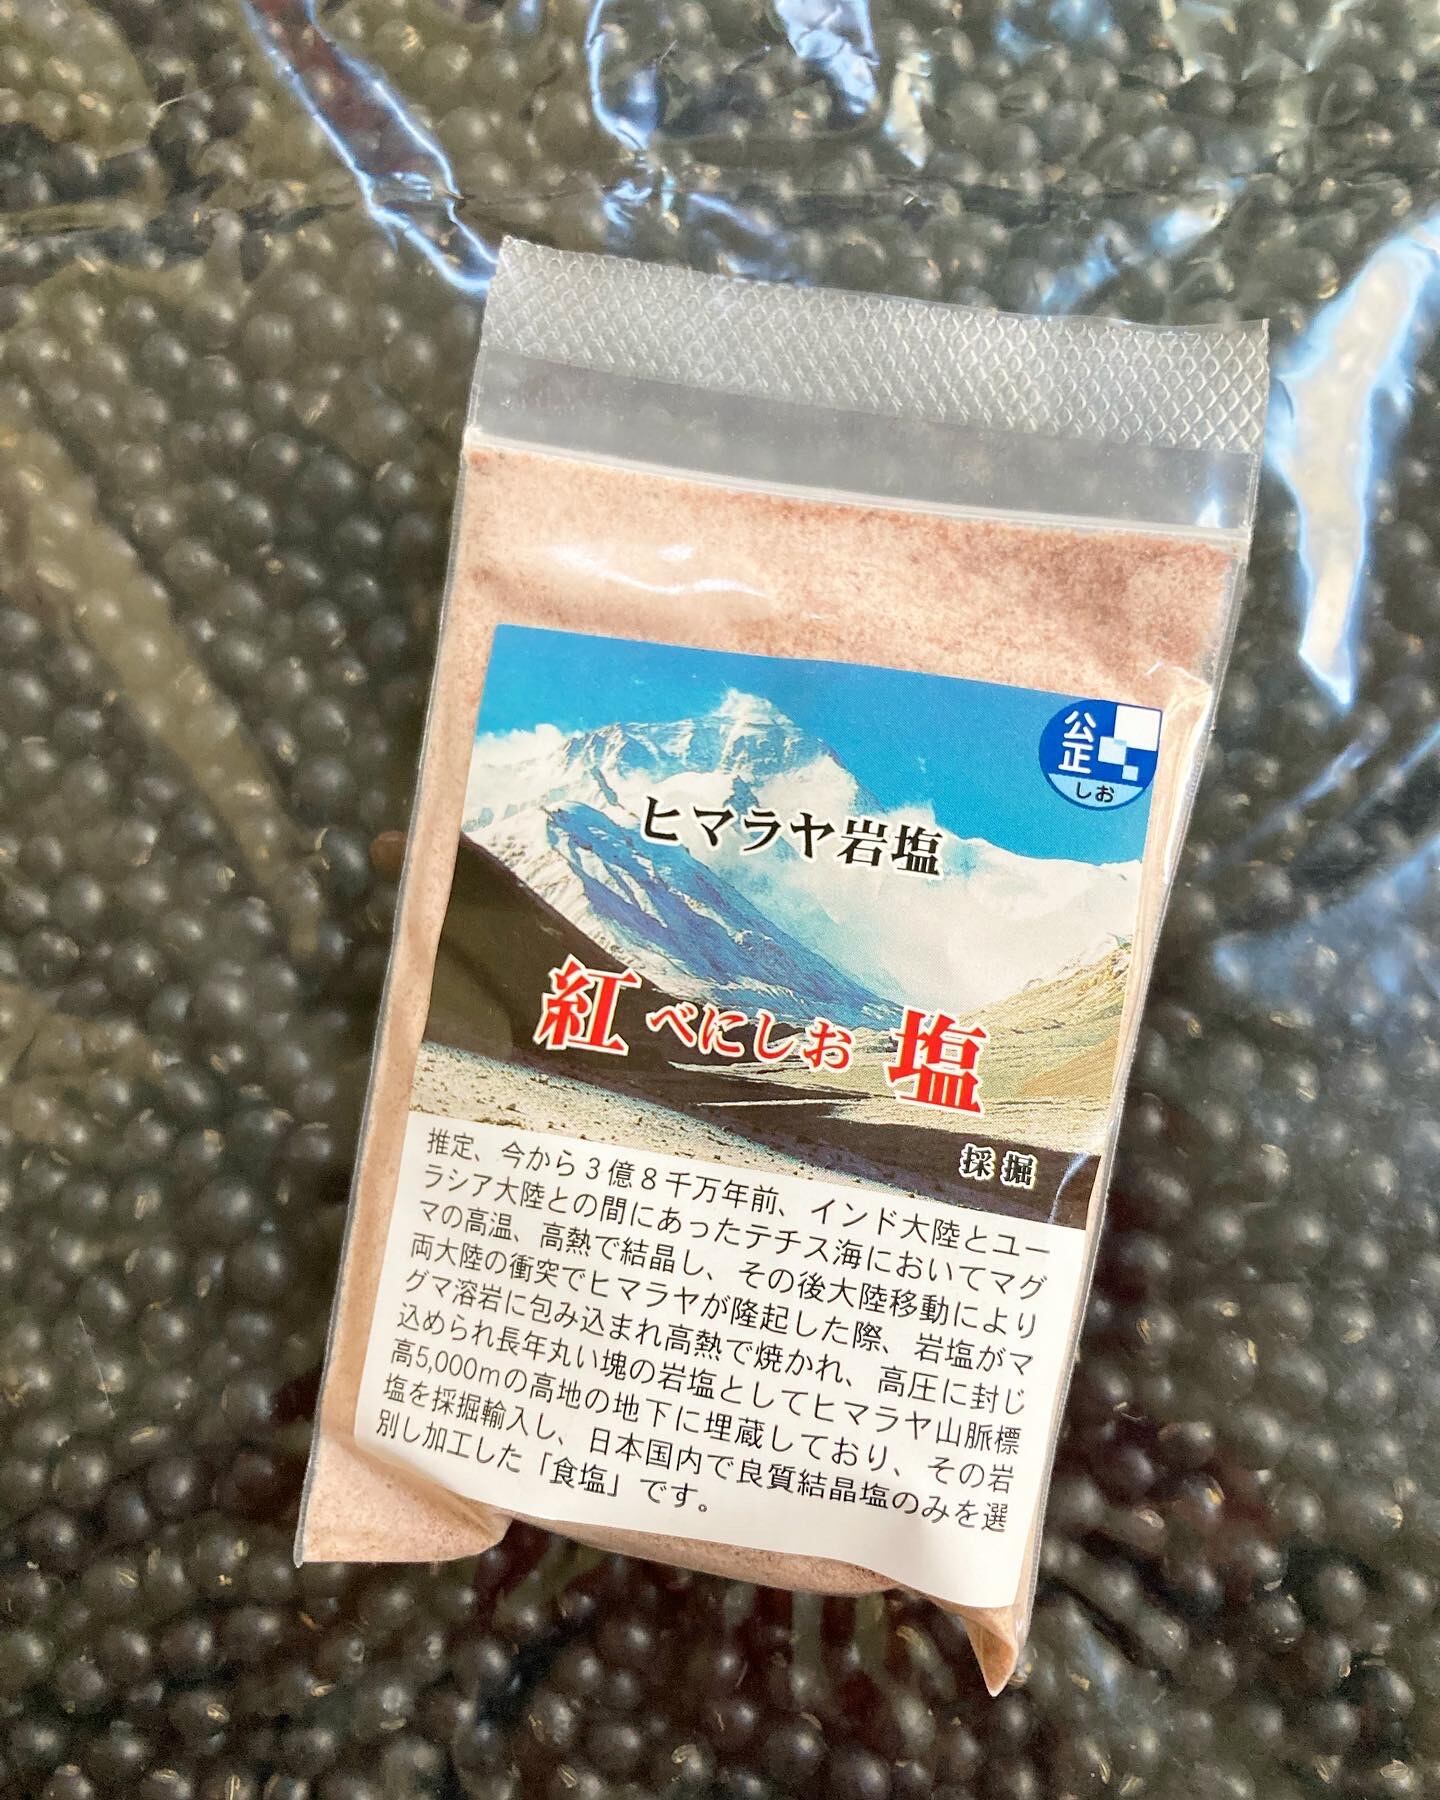 公正
しお
ヒマラヤ岩塩
紅 べにしお 塩
採掘
推定、今から３億８千万年前、インド大陸とユー
ラシア大陸との間にあったテチス海においてマグ
マの高温、高熱で結晶し、その後大陸移動により
両大陸の衝突でヒマラヤが隆起した際、岩塩がマ
グマ溶岩に包み込まれ高熱で焼かれ、高圧に封じ
込められ長年丸い塊の岩塩としてヒマラヤ山脈標
高5,000mの高地の地下に埋蔵しており、その岩
塩を採掘輸入し、日本国内で良質結晶塩のみを選
別し加工した「食塩」です。